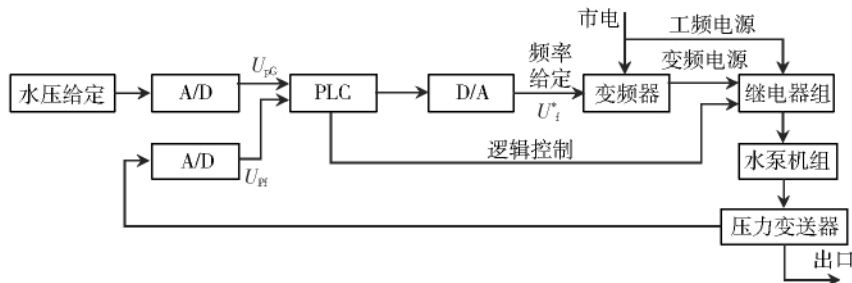 市电
工频电源
频率
给定
变频电源
U_pG
水压给定
A/D
PLC
D/A
U*_f
变频器
继电器组
A/D
U_Pf
逻辑控制
水泵机组
压力变送器
出口